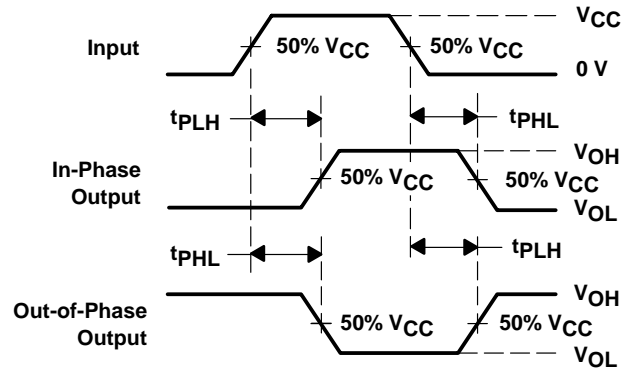 VCC
Input
50% VCC
50% VCC
0 V
tPLH
tPHL
In-Phase
Output
VOH
50% VCC
50% VCC
VOL
tPHL
tPLH
Out-of-Phase
Output
VOH
50% VCC
50% VCC
VOL